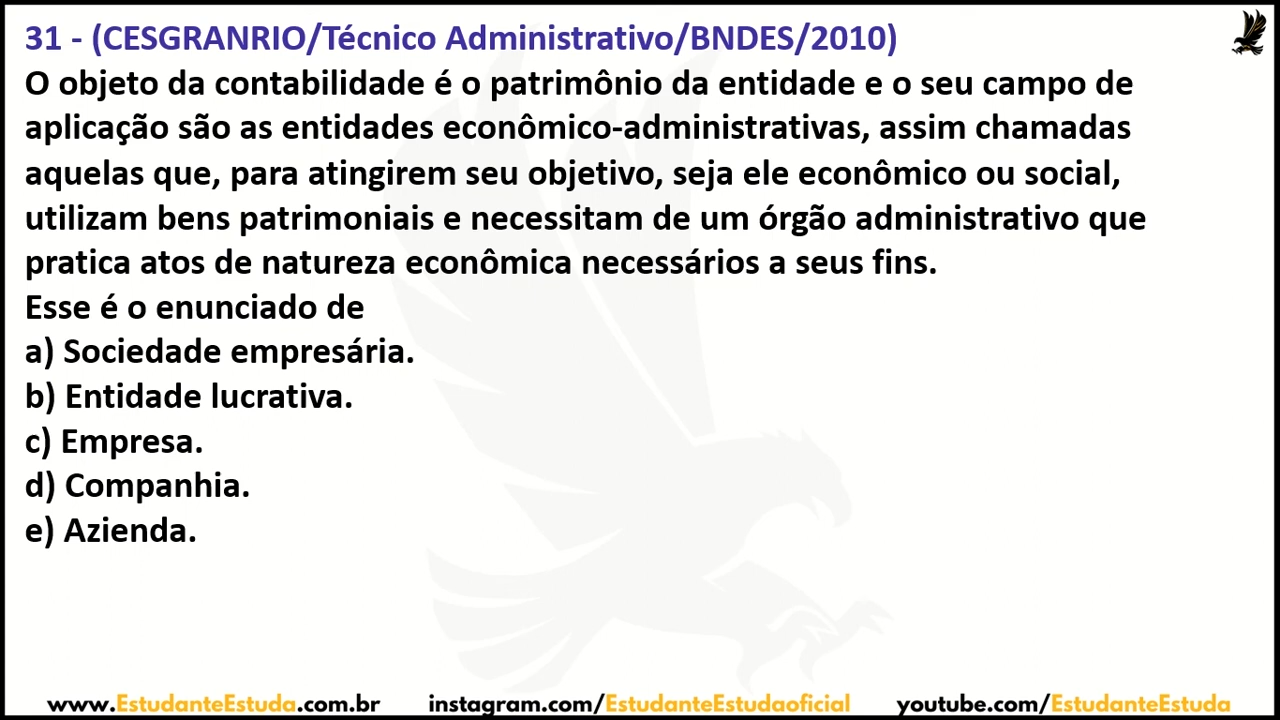 31 - (CESGRANRIO/Técnico Administrativo/BNDES/2010)
O objeto da contabilidade é o patrimônio da entidade e o seu campo de
aplicação são as entidades econômico-administrativas, assim chamadas
aquelas que, para atingirem seu objetivo, seja ele econômico ou social,
utilizam bens patrimoniais e necessitam de um órgão administrativo que
pratica atos de natureza econômica necessários a seus fins.
Esse é o enunciado de
a) Sociedade empresária.
b) Entidade lucrativa.
c) Empresa.
d) Companhia.
e) Azienda.
www.EstudanteEstuda.com.br instagram.com/EstudanteEstudaoficial youtube.com/EstudanteEstuda